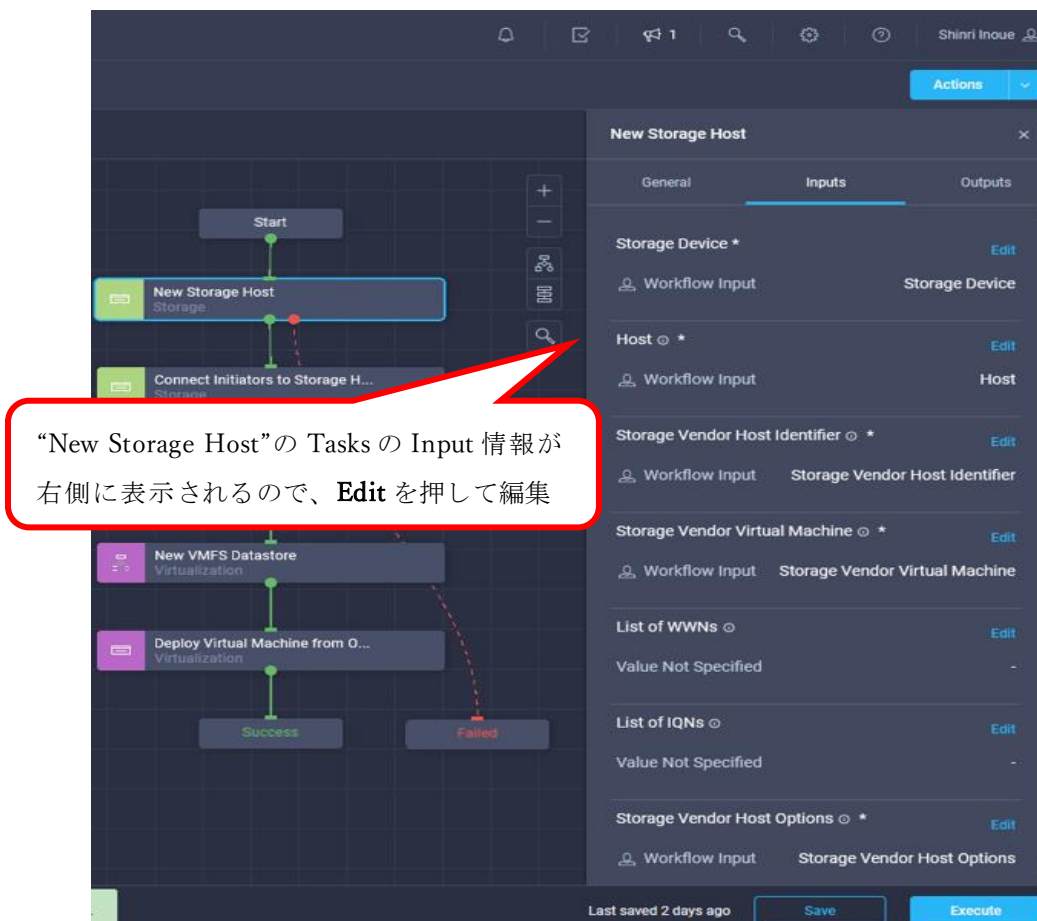 1
Shinri Inoue
Actions
New Storage Host
General Inputs Outputs
Start
New Storage Host
Storage
Connect Initiators to Storage H...
Storage
“New Storage Host”の Tasks の Input 情報が
右側に表示されるので、Edit を押して編集
New VMFS Datastore
Virtualization
Deploy Virtual Machine from O...
Virtualization
Success
Failed
Storage Device *
Edit
Workflow Input Storage Device
Host *
Edit
Workflow Input Host
Storage Vendor Host Identifier *
Edit
Workflow Input Storage Vendor Host Identifier
Storage Vendor Virtual Machine *
Edit
Workflow Input Storage Vendor Virtual Machine
List of WWNs
Edit
Value Not Specified -
List of IQNs
Edit
Value Not Specified -
Storage Vendor Host Options *
Edit
Workflow Input Storage Vendor Host Options
Last saved 2 days ago Save Execute